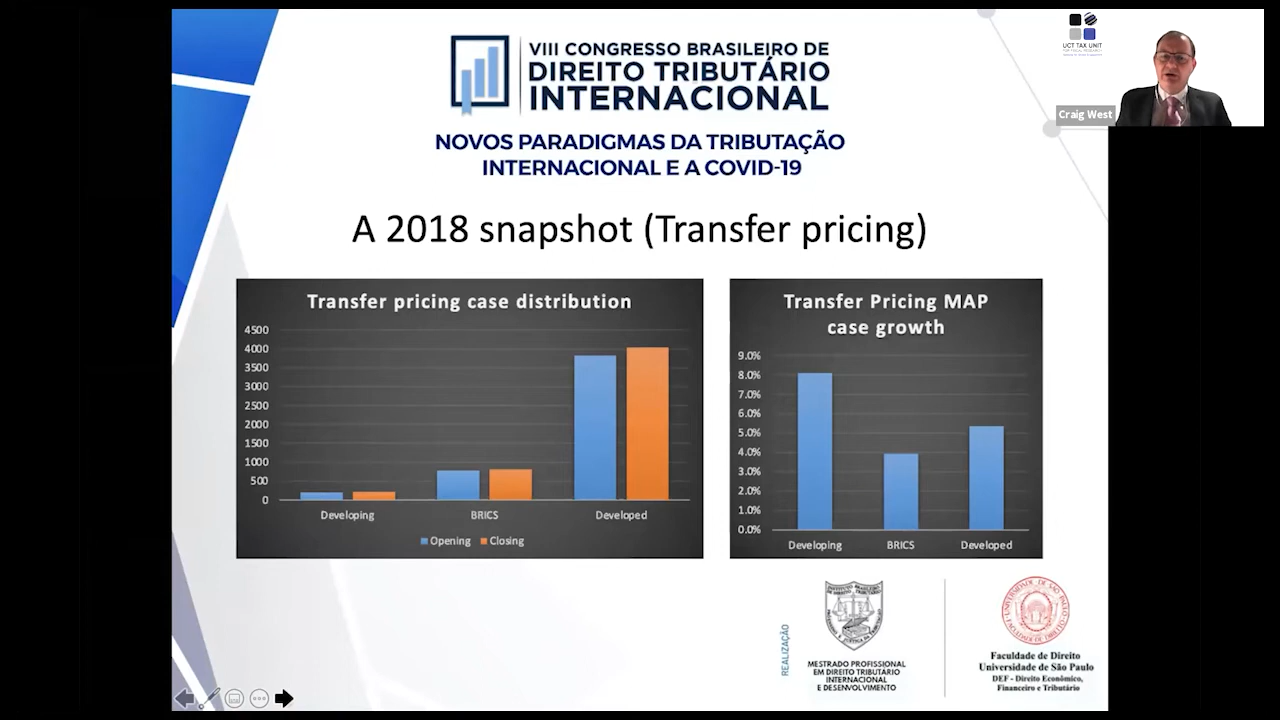 VIII CONGRESSO BRASILEIRO DE
DIREITO TRIBUTÁRIO
INTERNACIONAL
NOVOS PARADIGMAS DA TRIBUTAÇÃO
INTERNACIONAL E A COVID-19
UCT TAX UNIT
Craig West
A 2018 snapshot (Transfer pricing)
Transfer pricing case distribution
4500
4000
3500
3000
2500
2000
1500
1000
500
0
Developing BRICS Developed
Opening Closing
Transfer Pricing MAP
case growth
9.0%
8.0%
7.0%
6.0%
5.0%
4.0%
3.0%
2.0%
1.0%
0.0%
Developing BRICS Developed
REALIZAÇÃO
MESTRADO PROFISSIONAL
EM DIREITO TRIBUTÁRIO
INTERNACIONAL
E DESENVOLVIMENTO
Faculdade de Direito
Universidade de São Paulo
DEF - Direito Econômico,
Financeiro e Tributário